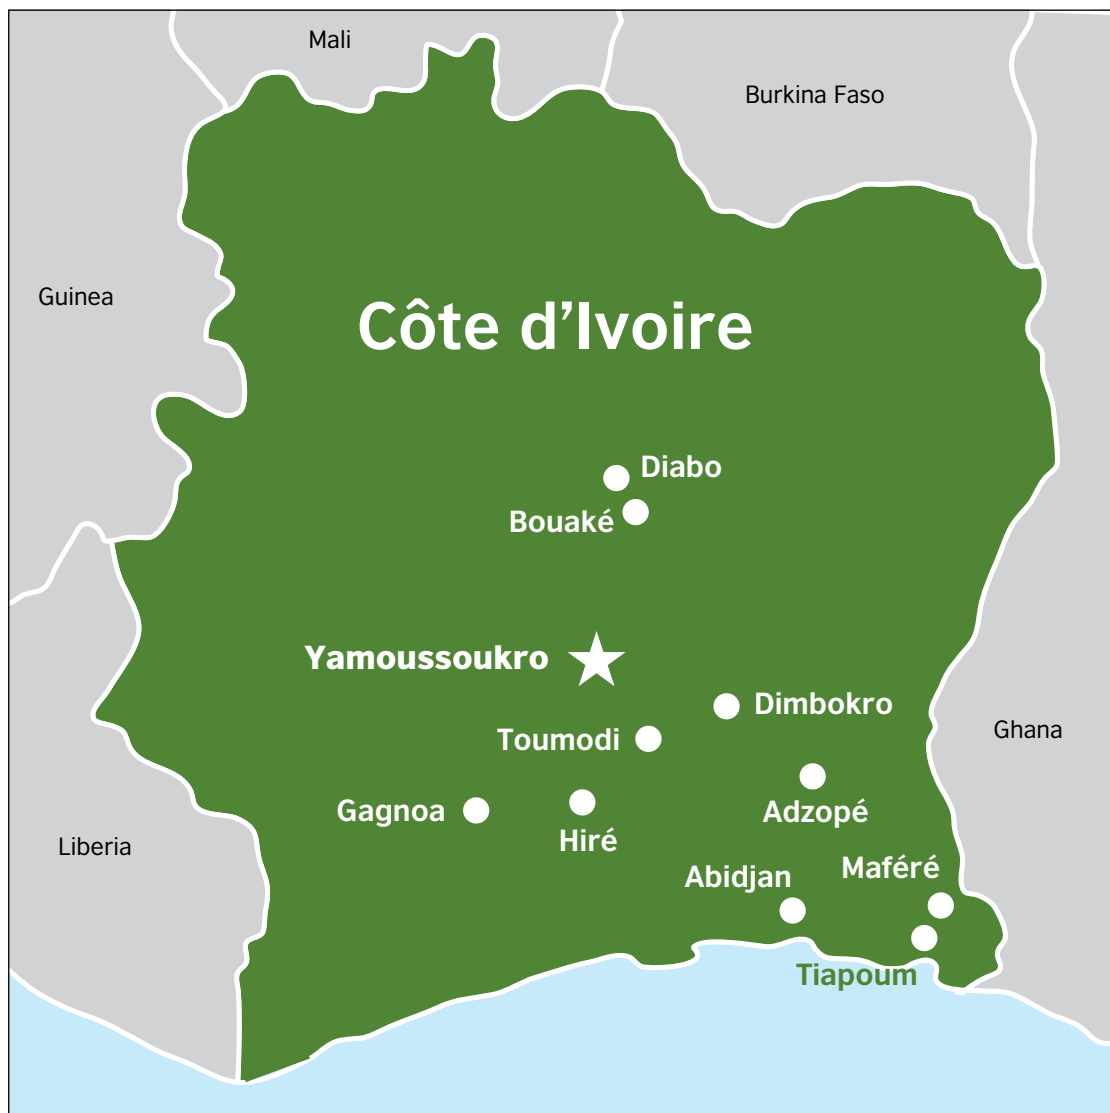 Mali
Burkina Faso
Guinea
Côte d’Ivoire
Diabo
Bouaké
Yamoussoukro
Dimbokro
Toumodi
Ghana
Gagnoa
Adzopé
Hiré
Liberia
Maféré
Abidjan
Tiapoum